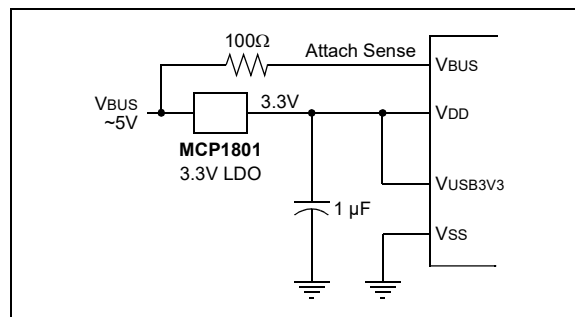 100Ω
Attach Sense
VBUS
VBUS
~5V
3.3V
VDD
MCP1801
3.3V LDO
VUSB3V3
1 µF
VSS